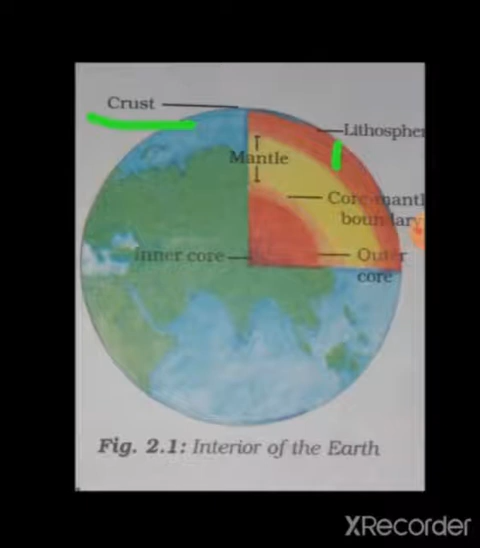 Crust
Lithospher
Mantle
Core-mantl
boundary
Inner core
Outer
core
Fig. 2.1: Interior of the Earth
XRecorder